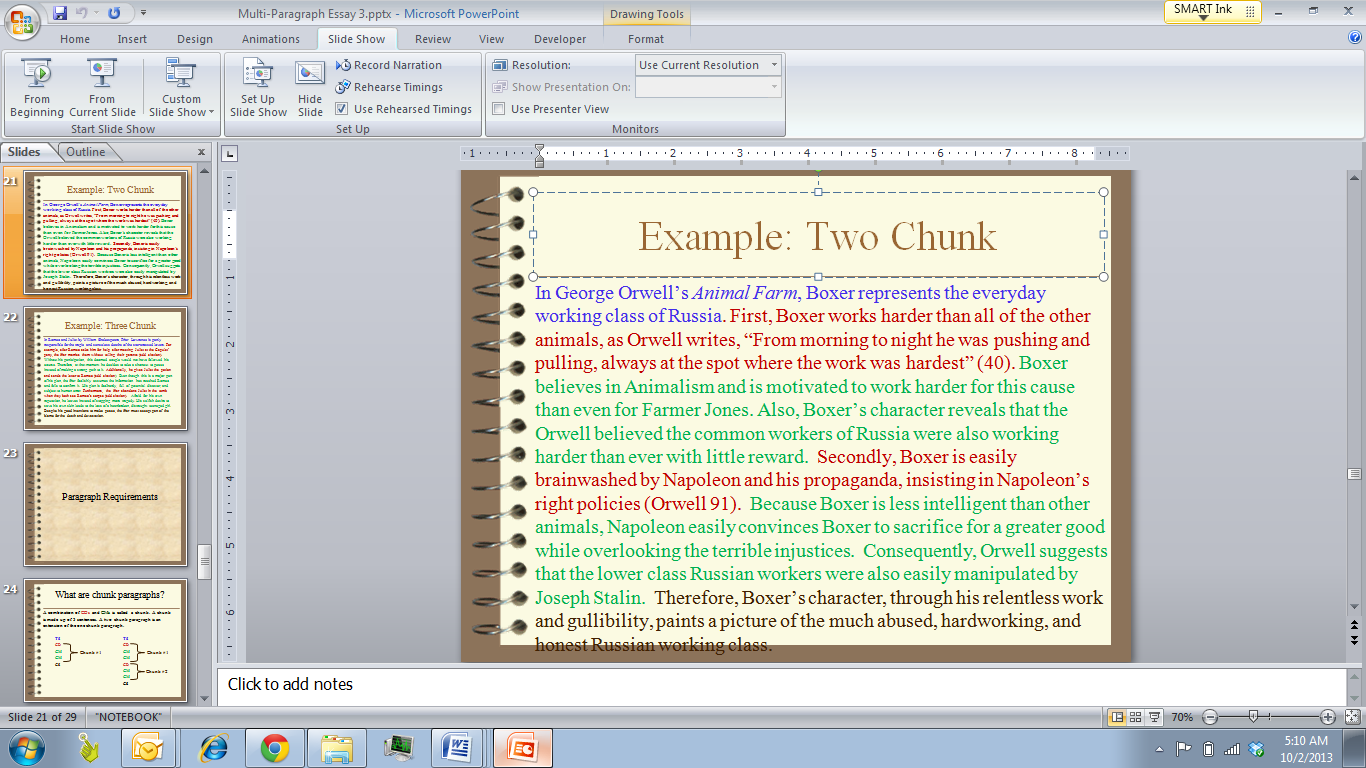 Multi-Paragraph Essay 3.pptx - Microsoft PowerPoint
Drawing Tools
SMART Ink
Home Insert Design Animations Slide Show Review View Developer Format
From Beginning
From Current Slide
Custom Slide Show
Start Slide Show
Set Up Slide Show
Hide Slide
Record Narration
Rehearse Timings
Use Rehearsed Timings
Set Up
Resolution: Use Current Resolution
Show Presentation On:
Use Presenter View
Monitors
Slides Outline x
21
Example: Two Chunk
22
Example: Three Chunk
23
Paragraph Requirements
24
What are chunk paragraphs?
Example: Two Chunk
In George Orwell’s Animal Farm, Boxer represents the everyday
working class of Russia. First, Boxer works harder than all of the other
animals, as Orwell writes, “From morning to night he was pushing and
pulling, always at the spot where the work was hardest” (40). Boxer
believes in Animalism and is motivated to work harder for this cause
than even for Farmer Jones. Also, Boxer’s character reveals that the
Orwell believed the common workers of Russia were also working
harder than ever with little reward. Secondly, Boxer is easily
brainwashed by Napoleon and his propaganda, insisting in Napoleon’s
right policies (Orwell 91). Because Boxer is less intelligent than other
animals, Napoleon easily convinces Boxer to sacrifice for a greater good
while overlooking the terrible injustices. Consequently, Orwell suggests
that the lower class Russian workers were also easily manipulated by
Joseph Stalin. Therefore, Boxer’s character, through his relentless work
and gullibility, paints a picture of the much abused, hardworking, and
honest Russian working class.
Click to add notes
Slide 21 of 29 "NOTEBOOK" 70%
5:10 AM
10/2/2013